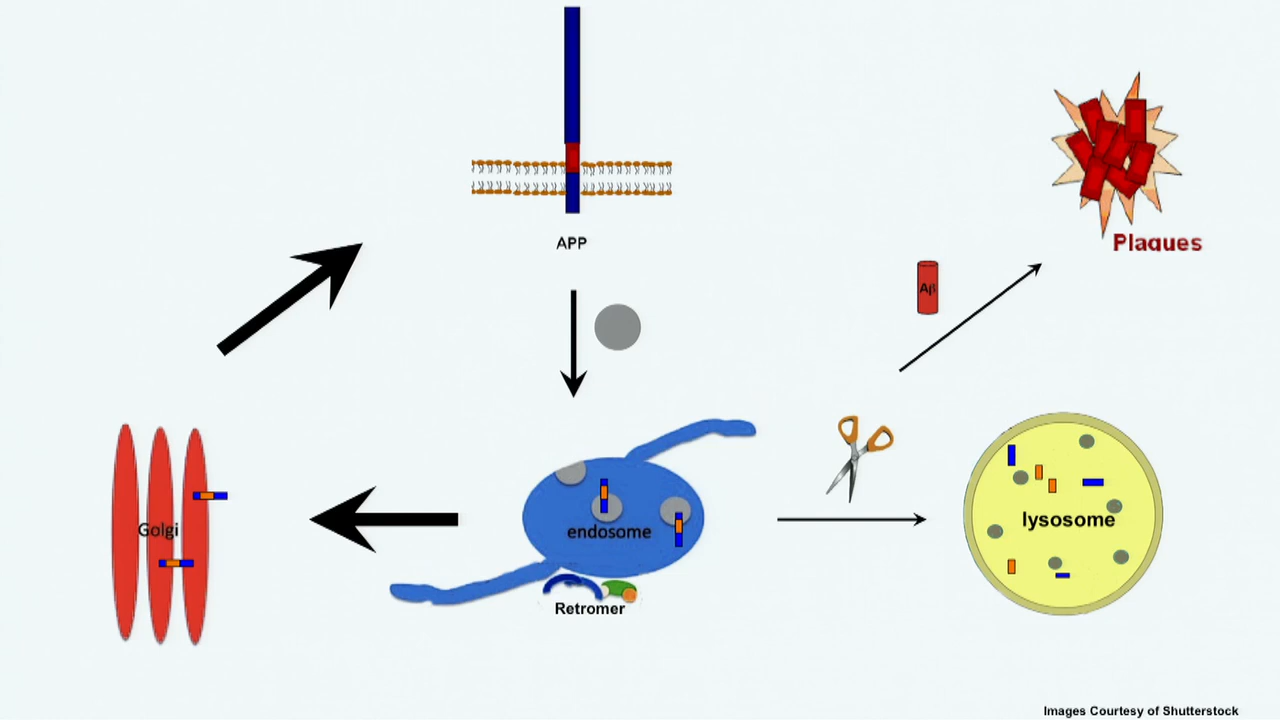 APP
Plaques
Aβ
Golgi
endosome
Retromer
lysosome
Images Courtesy of Shutterstock